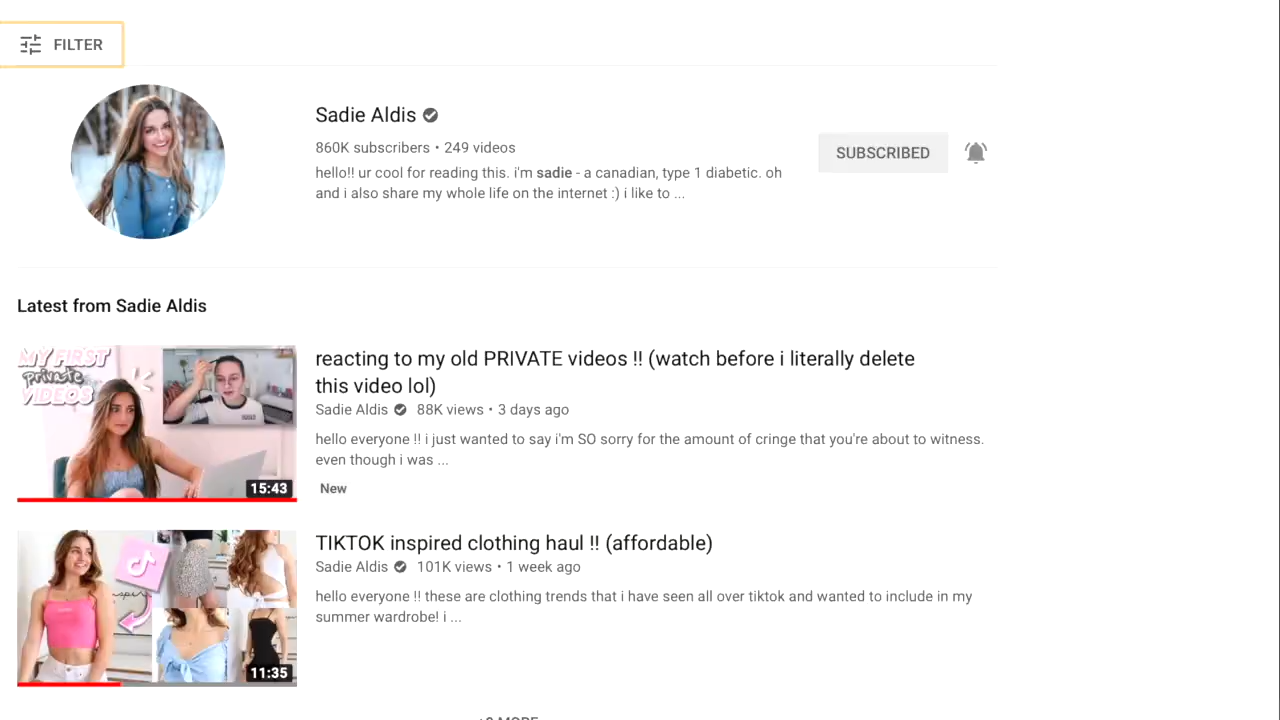 FILTER
Sadie Aldis
860K subscribers • 249 videos
SUBSCRIBED
hello!! ur cool for reading this. i'm sadie - a canadian, type 1 diabetic. oh
and i also share my whole life on the internet :) i like to ...
Latest from Sadie Aldis
MY FIRST
private
VIDEOS
15:43
reacting to my old PRIVATE videos !! (watch before i literally delete
this video lol)
Sadie Aldis 88K views • 3 days ago
hello everyone !! i just wanted to say i'm SO sorry for the amount of cringe that you're about to witness.
even though i was ...
New
11:35
TIKTOK inspired clothing haul !! (affordable)
Sadie Aldis 101K views • 1 week ago
hello everyone !! these are clothing trends that i have seen all over tiktok and wanted to include in my
summer wardrobe! i ...